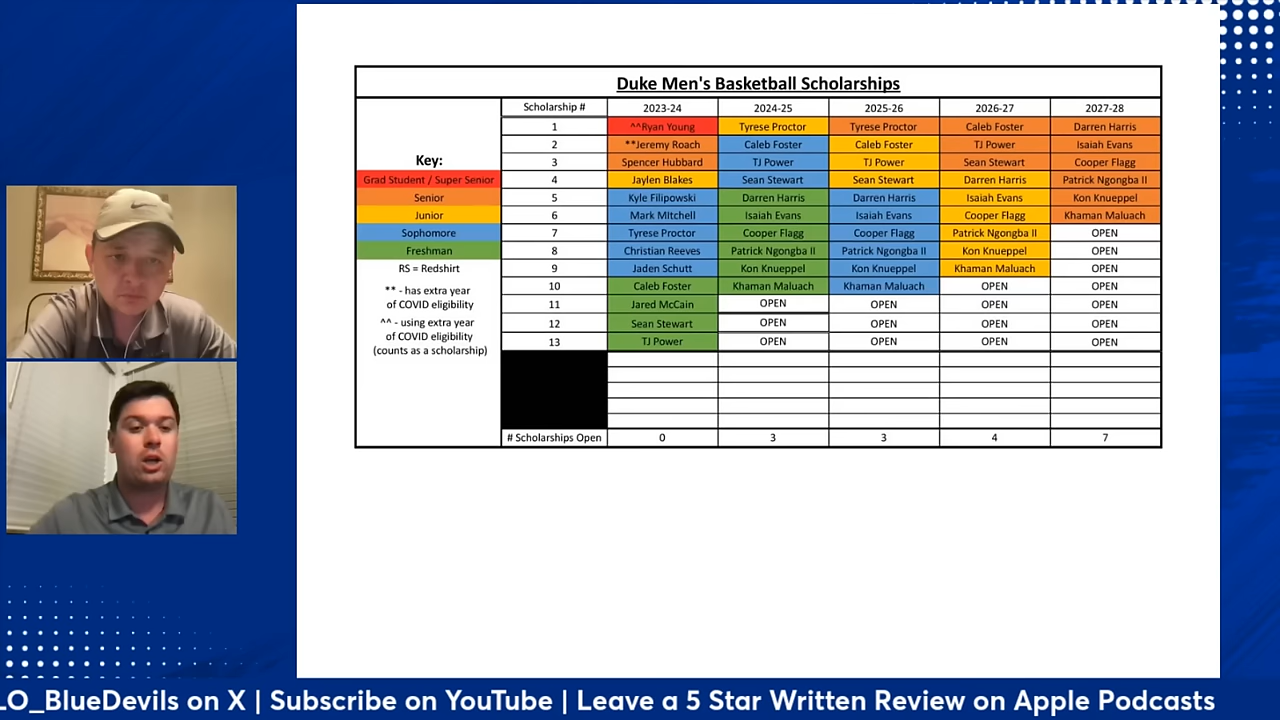 Duke Men's Basketball Scholarships
Scholarship # 2023-24 2024-25 2025-26 2026-27 2027-28
1 ^^Ryan Young Tyrese Proctor Tyrese Proctor Caleb Foster Darren Harris
2 **Jeremy Roach Caleb Foster Caleb Foster TJ Power Isaiah Evans
Key: 3 Spencer Hubbard TJ Power TJ Power Sean Stewart Cooper Flagg
Grad Student / Super Senior 4 Jaylen Blakes Sean Stewart Sean Stewart Darren Harris Patrick Ngongba II
Senior 5 Kyle Filipowski Darren Harris Darren Harris Isaiah Evans Kon Knueppel
Junior 6 Mark MItchell Isaiah Evans Isaiah Evans Cooper Flagg Khaman Maluach
Sophomore 7 Tyrese Proctor Cooper Flagg Cooper Flagg Patrick Ngongba II OPEN
Freshman 8 Christian Reeves Patrick Ngongba II Patrick Ngongba II Kon Knueppel OPEN
RS = Redshirt 9 Jaden Schutt Kon Knueppel Kon Knueppel Khaman Maluach OPEN
10 Caleb Foster Khaman Maluach Khaman Maluach OPEN OPEN
** - has extra year
of COVID eligibility
11 Jared McCain OPEN OPEN OPEN OPEN
^^ - using extra year
of COVID eligibility
(counts as a scholarship)
12 Sean Stewart OPEN OPEN OPEN OPEN
13 TJ Power OPEN OPEN OPEN OPEN
# Scholarships Open 0 3 3 4 7
LO_BlueDevils on X | Subscribe on YouTube | Leave a 5 Star Written Review on Apple Podcasts